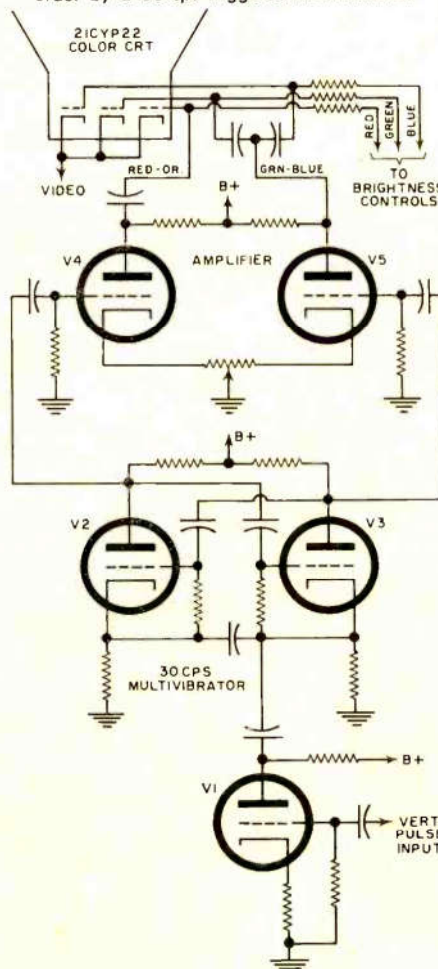 21CYP22
COLOR CRT
RED
GREEN
BLUE
VIDEO
RED-OR
GRN-BLUE
TO
BRIGHTNESS
CONTROLS
B+
V4
AMPLIFIER
V5
B+
V2
V3
30 CPS
MULTIVIBRATOR
B+
V1
VERT
PULSE
INPUT